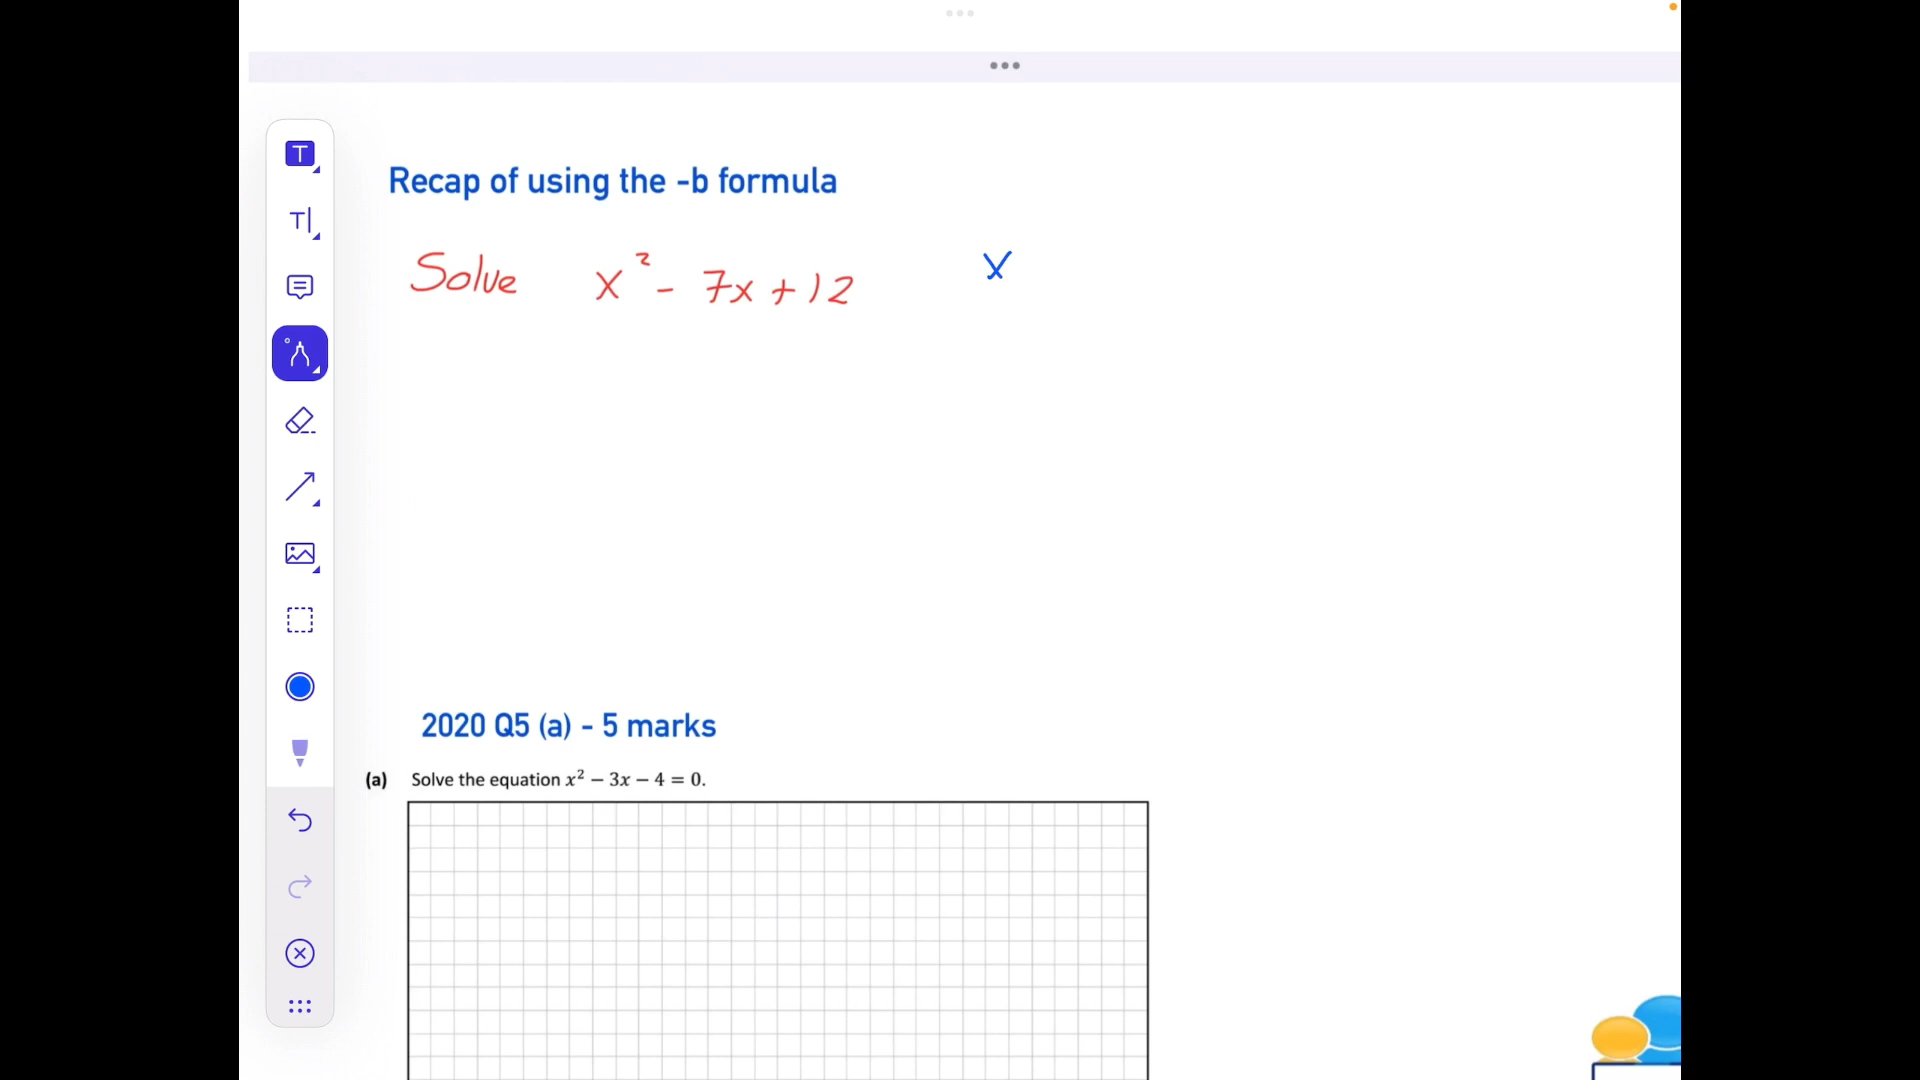 Recap of using the -b formula
Solve x² - 7x + 12 x
2020 Q5 (a) - 5 marks
(a) Solve the equation x² − 3x − 4 = 0.